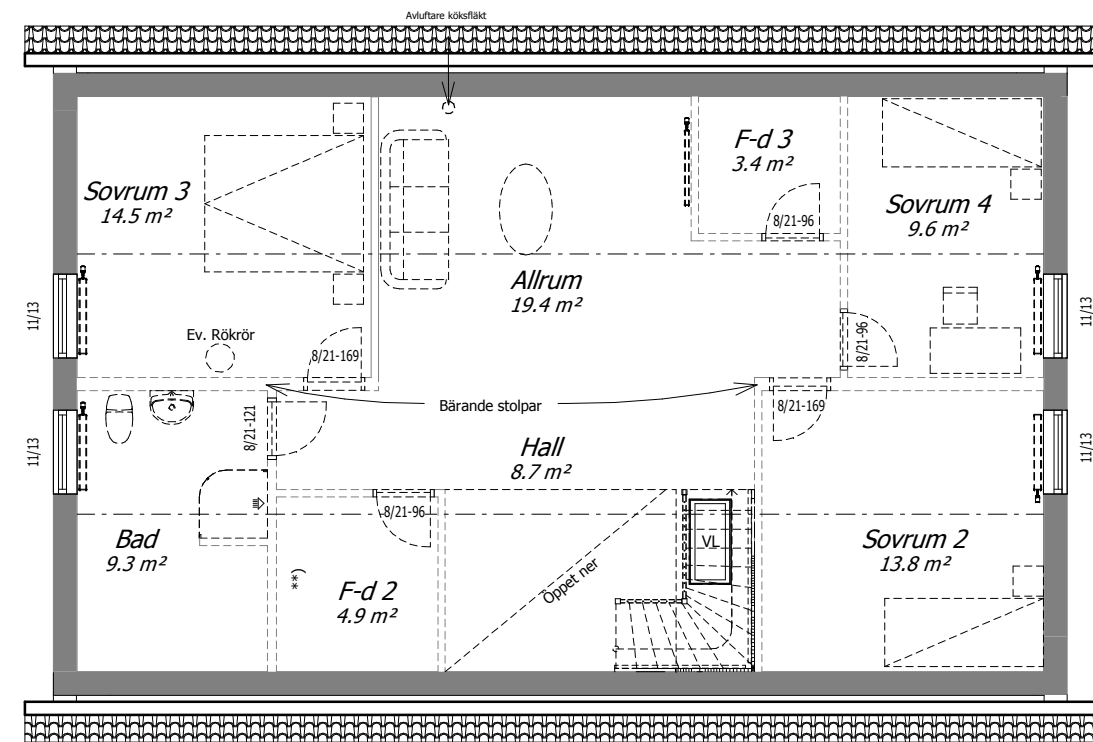 Avluftare köksfläkt
Sovrum 3
14.5 m²
F-d 3
3.4 m²
8/21-96
Sovrum 4
9.6 m²
Allrum
19.4 m²
11/13
Ev. Rökrör
8/21-169
8/21-96
11/13
Bärande stolpar
8/21-169
11/13
8/21-121
Hall
8.7 m²
11/13
8/21-96
Bad
9.3 m²
**)
F-d 2
4.9 m²
Öppet ner
VL
Sovrum 2
13.8 m²